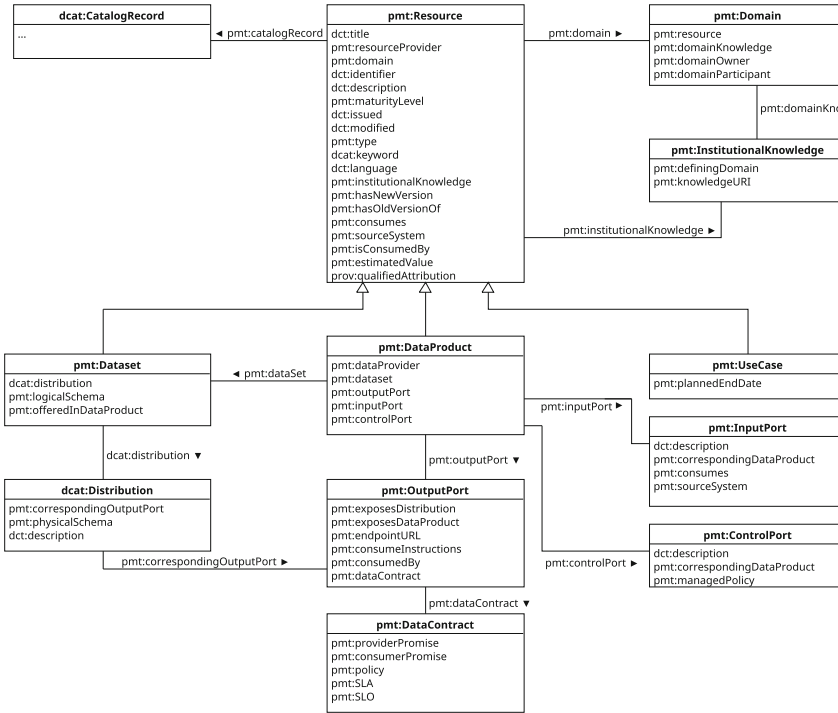 dcat:CatalogRecord
...
◄ pmt:catalogRecord
pmt:Resource
dct:title
pmt:resourceProvider
pmt:domain
dct:identifier
dct:description
pmt:maturityLevel
dct:issued
dct:modified
pmt:type
dcat:keyword
dct:language
pmt:institutionalKnowledge
pmt:hasNewVersion
pmt:hasOldVersionOf
pmt:consumes
pmt:sourceSystem
pmt:isConsumedBy
pmt:estimatedValue
prov:qualifiedAttribution
pmt:domain ►
pmt:Domain
pmt:resource
pmt:domainKnowledge
pmt:domainOwner
pmt:domainParticipant
pmt:domainKno
pmt:InstitutionalKnowledge
pmt:definingDomain
pmt:knowledgeURI
pmt:institutionalKnowledge ►
pmt:Dataset
dcat:distribution
pmt:logicalSchema
pmt:offeredInDataProduct
◄ pmt:dataSet
pmt:DataProduct
pmt:dataProvider
pmt:dataset
pmt:outputPort
pmt:inputPort
pmt:controlPort
pmt:UseCase
pmt:plannedEndDate
pmt:inputPort ►
pmt:InputPort
dct:description
pmt:correspondingDataProduct
pmt:consumes
pmt:sourceSystem
dcat:distribution ▼
pmt:outputPort ▼
dcat:Distribution
pmt:correspondingOutputPort
pmt:physicalSchema
dct:description
pmt:correspondingOutputPort ►
pmt:OutputPort
pmt:exposesDistribution
pmt:exposesDataProduct
pmt:endpointURL
pmt:consumeInstructions
pmt:consumedBy
pmt:dataContract
pmt:controlPort ►
pmt:ControlPort
dct:description
pmt:correspondingDataProduct
pmt:managedPolicy
pmt:dataContract ▼
pmt:DataContract
pmt:providerPromise
pmt:consumerPromise
pmt:policy
pmt:SLA
pmt:SLO